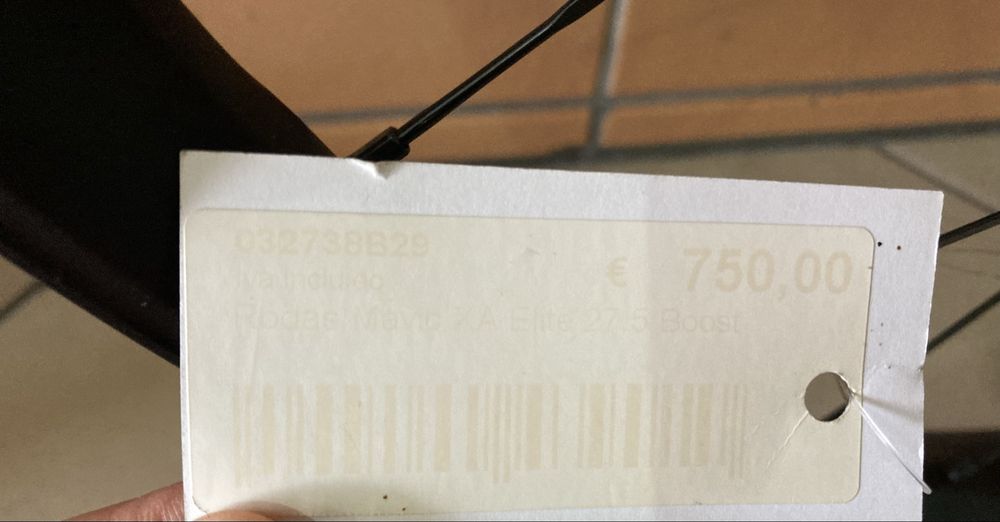 032738B29
Iva Incluído
€ 750,00
Rodas Mavic XA Elite 27.5 Boost